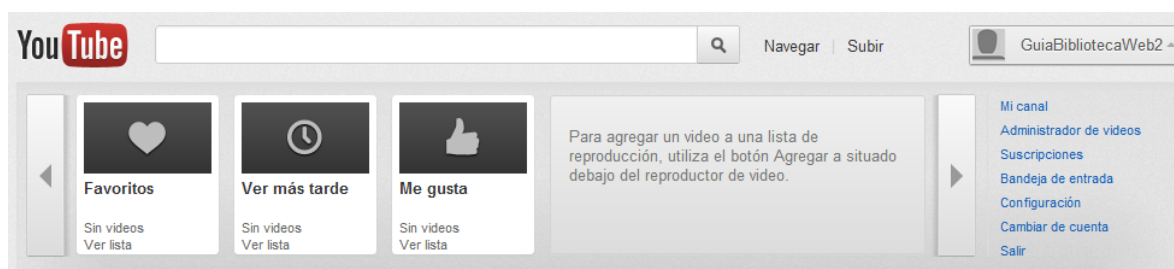 YouTube
Navegar
Subir
GuiaBibliotecaWeb2
Favoritos
Sin videos
Ver lista
Ver más tarde
Sin videos
Ver lista
Me gusta
Sin videos
Ver lista
Para agregar un video a una lista de
reproducción, utiliza el botón Agregar a situado
debajo del reproductor de video.
Mi canal
Administrador de videos
Suscripciones
Bandeja de entrada
Configuración
Cambiar de cuenta
Salir